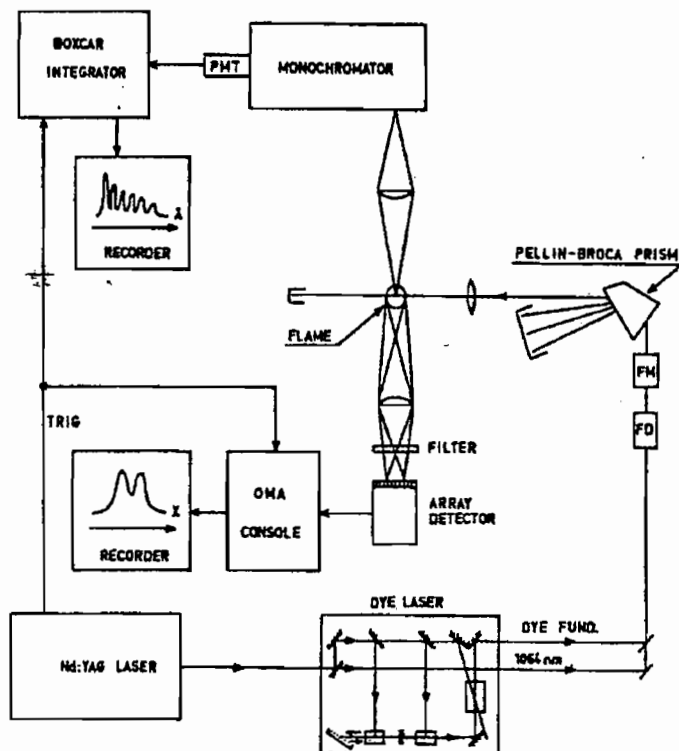 BOXCAR
INTEGRATOR
PMT
MONOCHROMATOR
λ
RECORDER
PELLIN-BROCA PRISM
FLAME
FM
FD
TRIG
FILTER
OMA
CONSOLE
ARRAY
DETECTOR
X
RECORDER
DYE LASER
Nd:YAG LASER
DYE FUND.
1064 nm